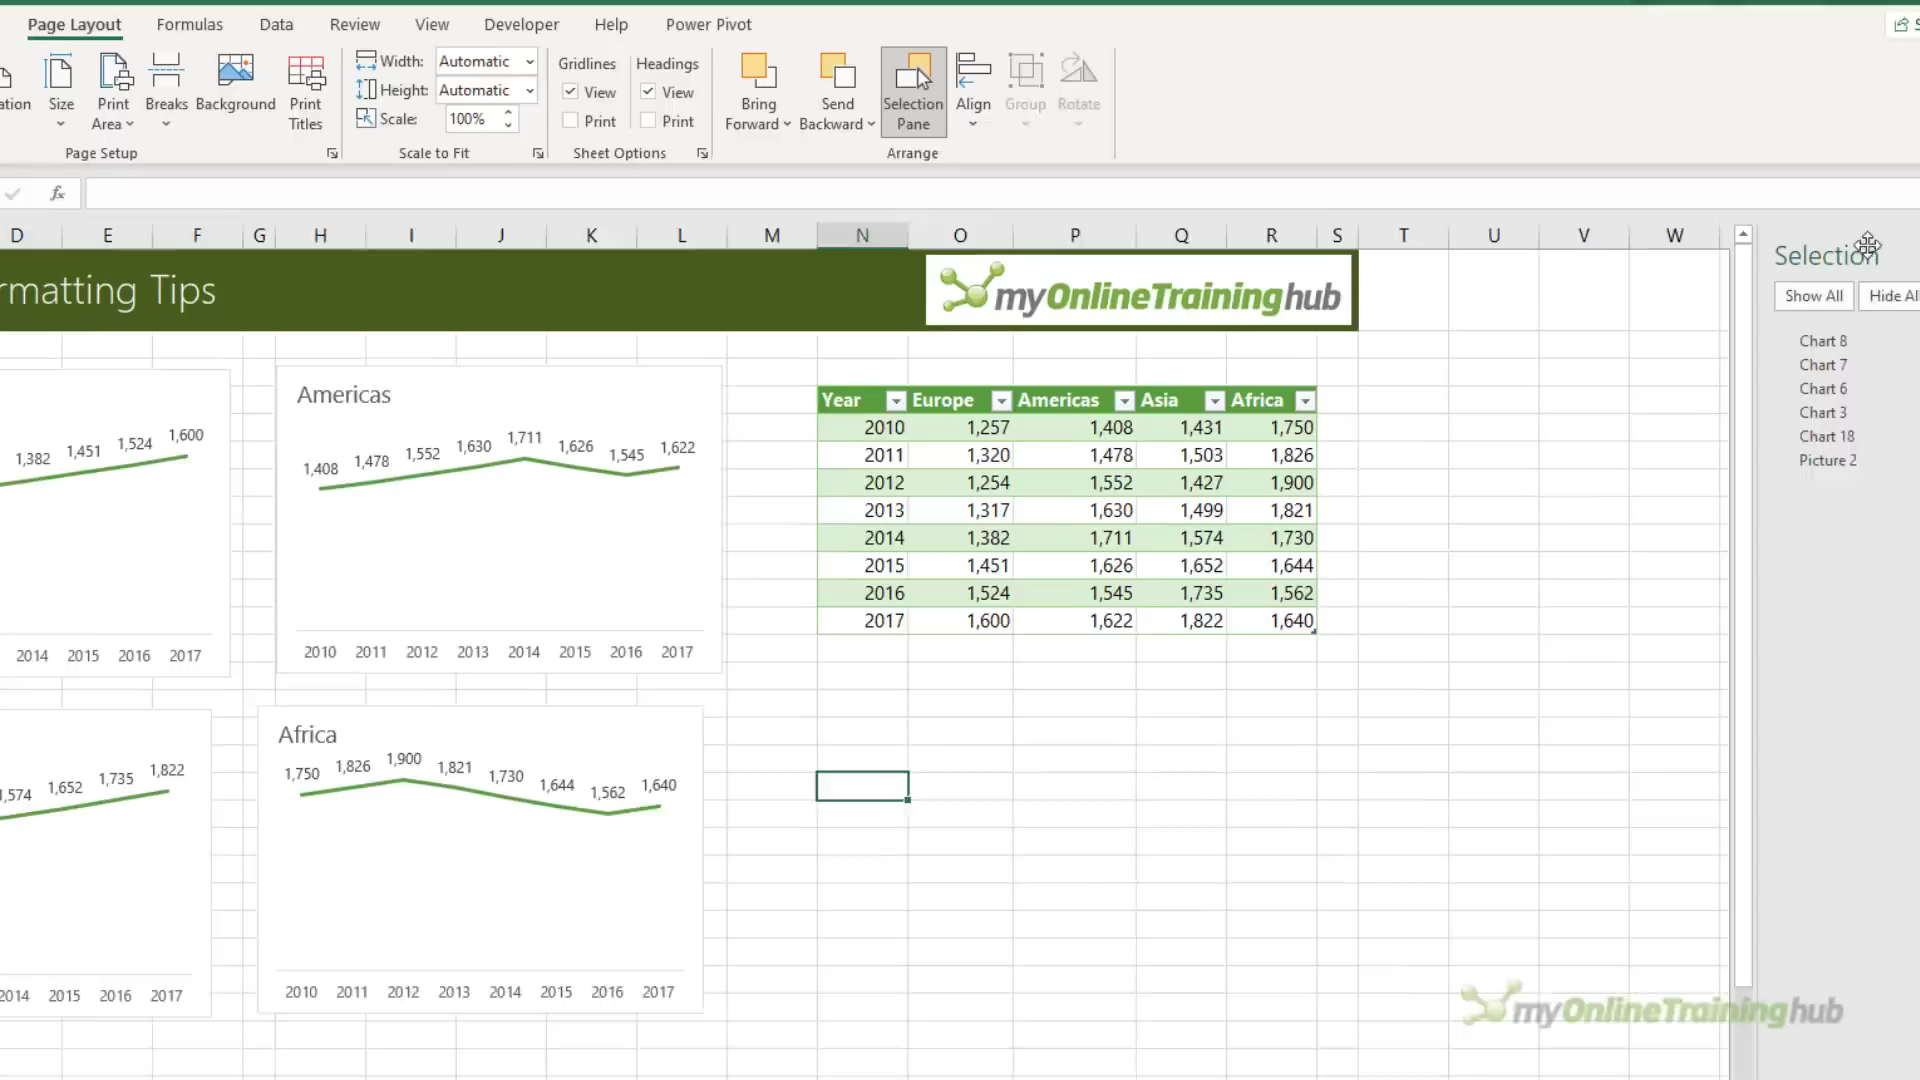 Page Layout Formulas Data Review View Developer Help Power Pivot
Size
Print Area
Breaks
Background
Print Titles
Page Setup
Width: Automatic
Height: Automatic
Scale: 100%
Scale to Fit
Gridlines Headings
View View
Print Print
Sheet Options
Bring Forward
Send Backward
Selection Pane
Align
Group
Rotate
Arrange
fx
D E F G H I J K L M N O P Q R S T U V W
rmatting Tips
myOnlineTraininghub
Selection
Show All Hide All
Chart 8
Chart 7
Chart 6
Chart 3
Chart 18
Picture 2
1,382 1,451 1,524 1,600
2014 2015 2016 2017
Americas
1,408 1,478 1,552 1,630 1,711 1,626 1,545 1,622
2010 2011 2012 2013 2014 2015 2016 2017
Year Europe Americas Asia Africa
2010 1,257 1,408 1,431 1,750
2011 1,320 1,478 1,503 1,826
2012 1,254 1,552 1,427 1,900
2013 1,317 1,630 1,499 1,821
2014 1,382 1,711 1,574 1,730
2015 1,451 1,626 1,652 1,644
2016 1,524 1,545 1,735 1,562
2017 1,600 1,622 1,822 1,640
,574 1,652 1,735 1,822
2014 2015 2016 2017
Africa
1,750 1,826 1,900 1,821 1,730 1,644 1,562 1,640
2010 2011 2012 2013 2014 2015 2016 2017
myOnlineTraininghub